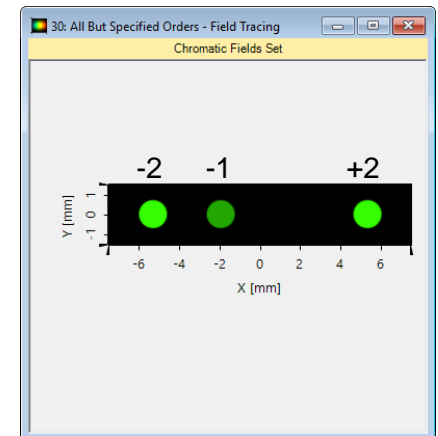 30: All But Specified Orders - Field Tracing
Chromatic Fields Set
-2 -1 +2
Y [mm]
1
0
-1
-6 -4 -2 0 2 4 6
X [mm]